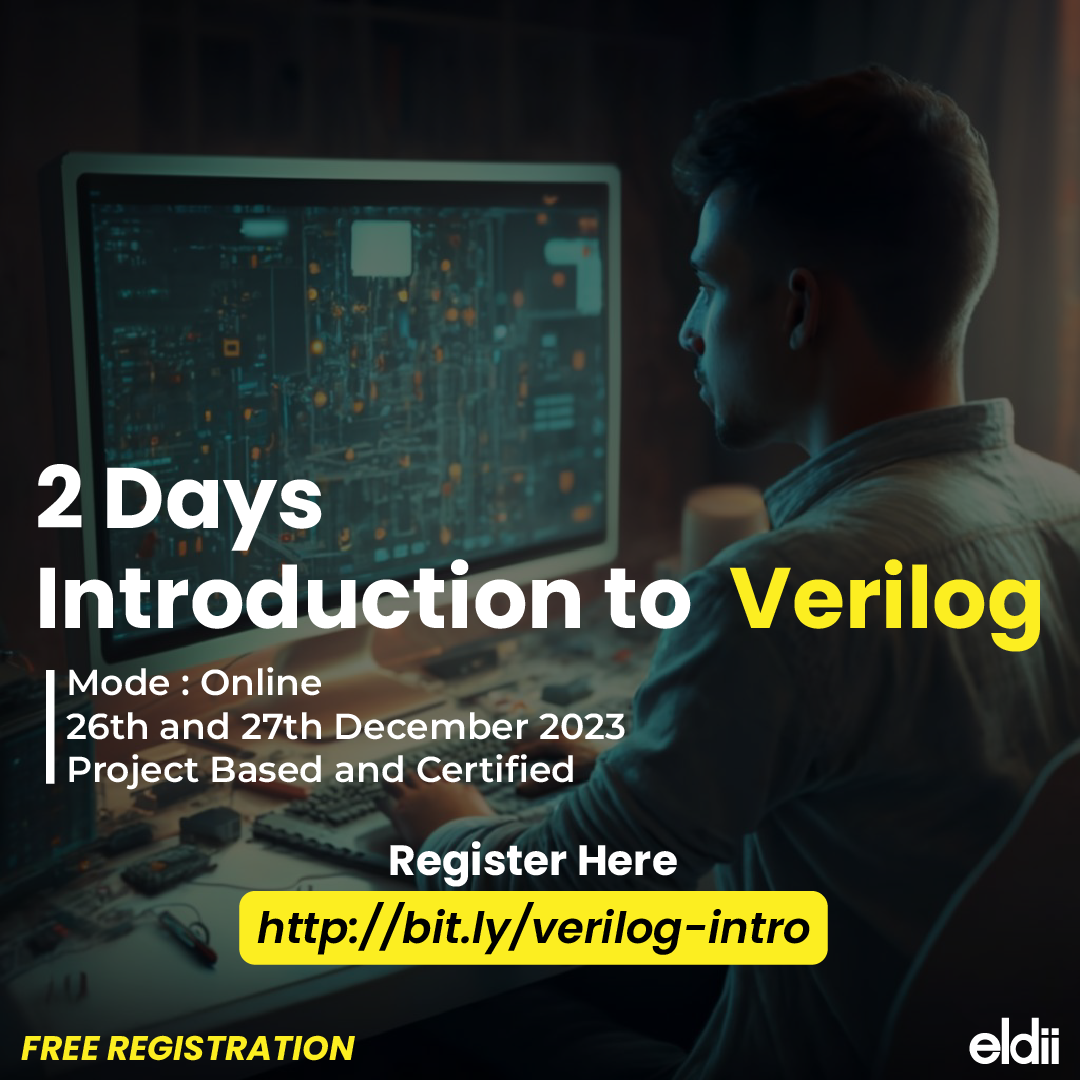 2 Days
Introduction to Verilog
Mode : Online
26th and 27th December 2023
Project Based and Certified
Register Here
http://bit.ly/verilog-intro
FREE REGISTRATION
eldii